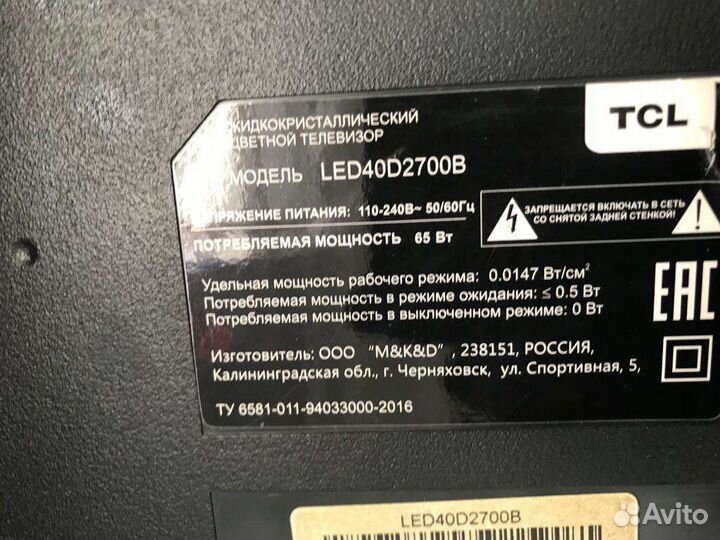 TCL
ЖИДКОКРИСТАЛЛИЧЕСКИЙ
ЦВЕТНОЙ ТЕЛЕВИЗОР
МОДЕЛЬ LED40D2700B
НАПРЯЖЕНИЕ ПИТАНИЯ: 110-240В~ 50/60Гц
ЗАПРЕЩАЕТСЯ ВКЛЮЧАТЬ В СЕТЬ
СО СНЯТОЙ ЗАДНЕЙ СТЕНКОЙ!
ПОТРЕБЛЯЕМАЯ МОЩНОСТЬ 65 Вт
Удельная мощность рабочего режима: 0.0147 Вт/см²
Потребляемая мощность в режиме ожидания: ≤ 0.5 Вт
Потребляемая мощность в выключенном режиме: 0 Вт
EAC
Изготовитель: ООО "M&K&D", 238151, РОССИЯ,
Калининградская обл., г. Черняховск, ул. Спортивная, 5,
ТУ 6581-011-94033000-2016
LED40D2700B
Avito